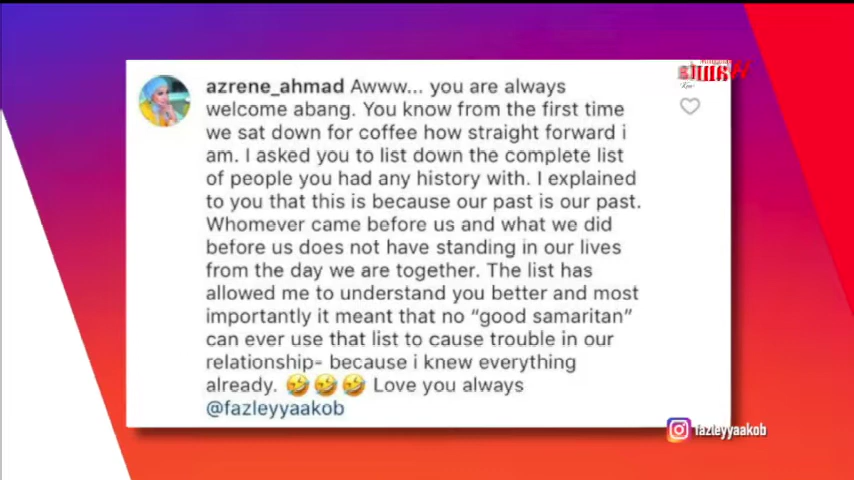 azrene_ahmad Awww... you are always
welcome abang. You know from the first time
we sat down for coffee how straight forward i
am. I asked you to list down the complete list
of people you had any history with. I explained
to you that this is because our past is our past.
Whomever came before us and what we did
before us does not have standing in our lives
from the day we are together. The list has
allowed me to understand you better and most
importantly it meant that no “good samaritan”
can ever use that list to cause trouble in our
relationship- because i knew everything
already. 🤣🤣🤣 Love you always
@fazleyyaakob
fazleyyaakob